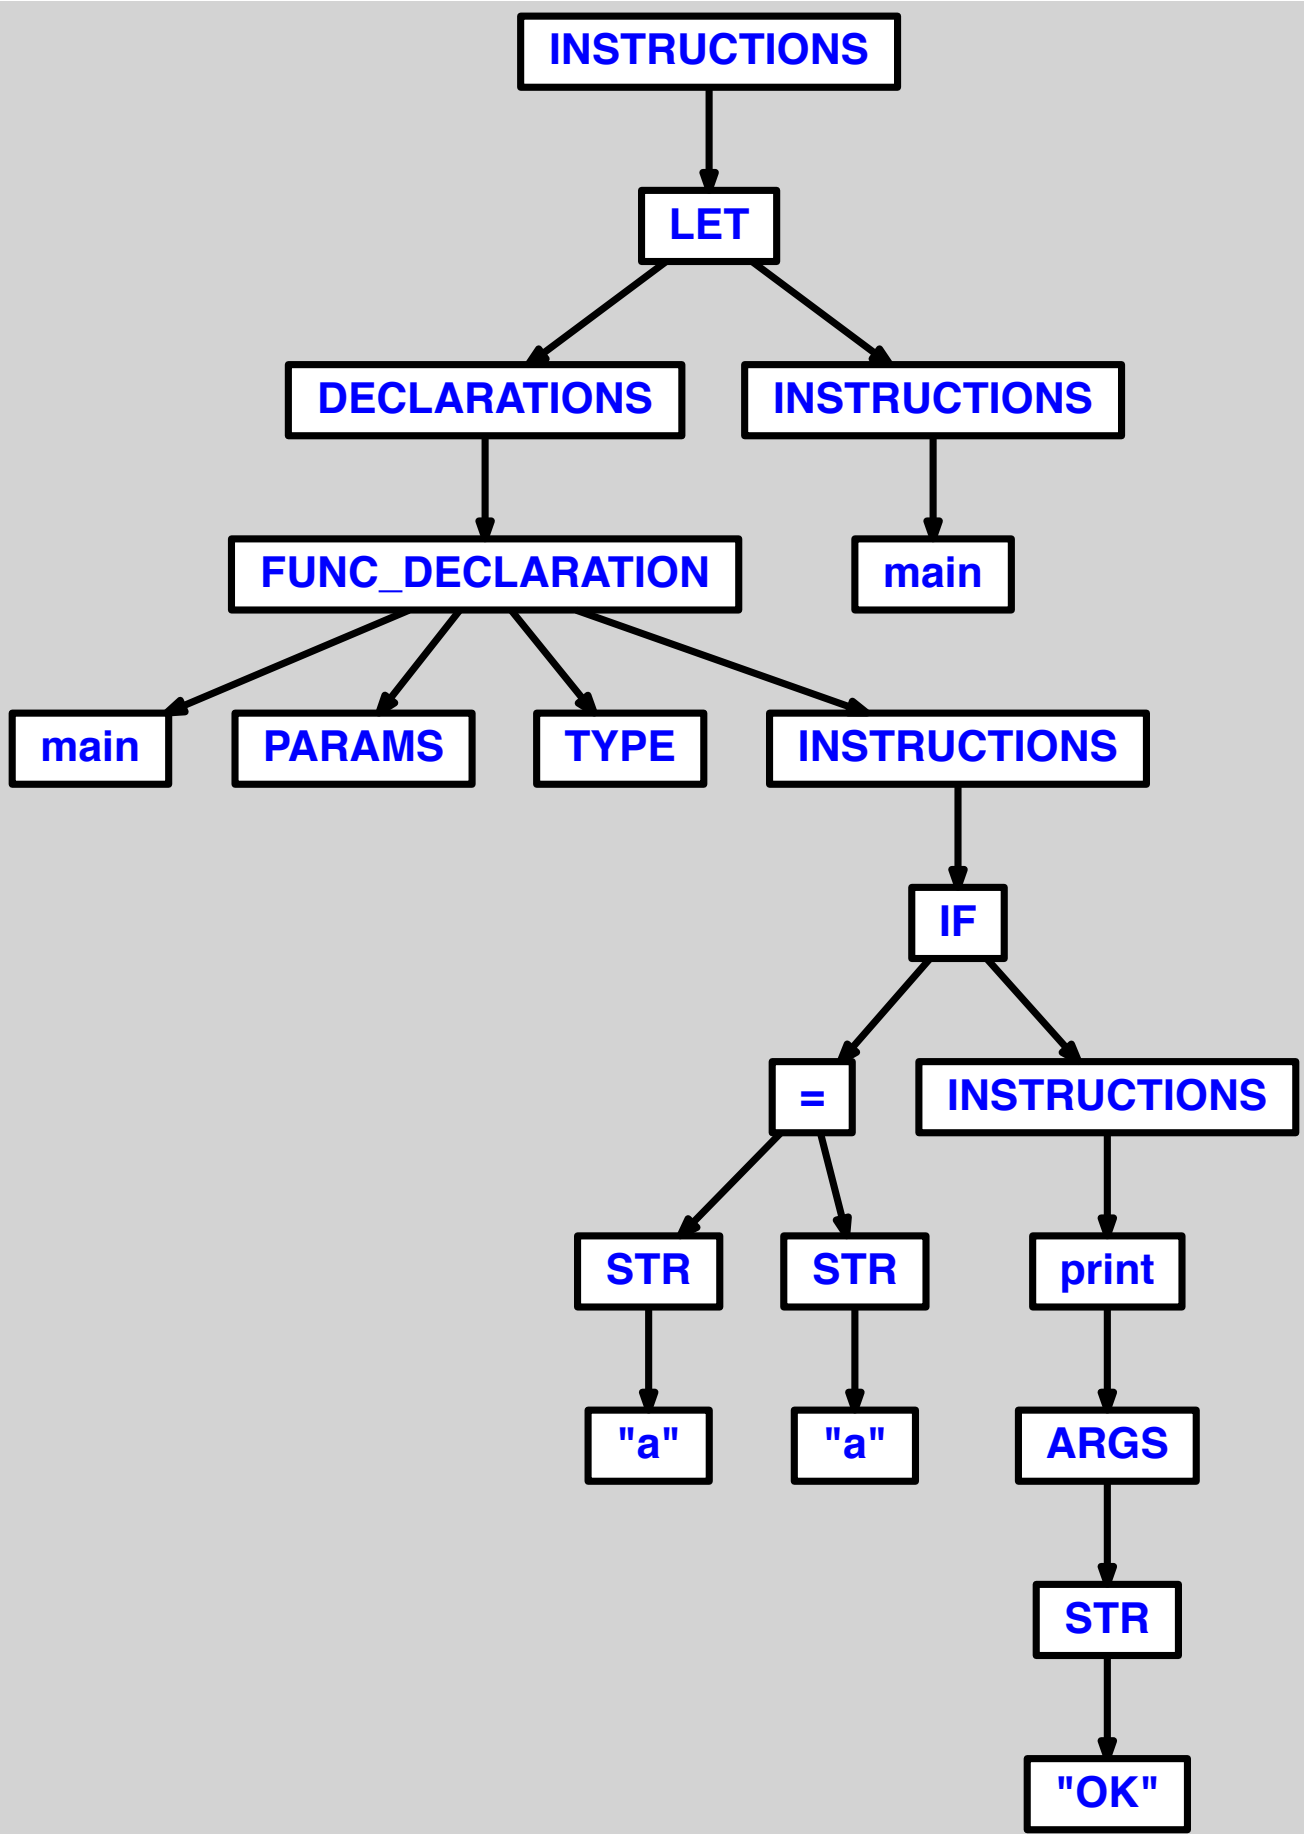 INSTRUCTIONS
LET
DECLARATIONS
INSTRUCTIONS
FUNC_DECLARATION
main
main
PARAMS
TYPE
INSTRUCTIONS
IF
=
INSTRUCTIONS
STR
STR
print
"a"
"a"
ARGS
STR
"OK"